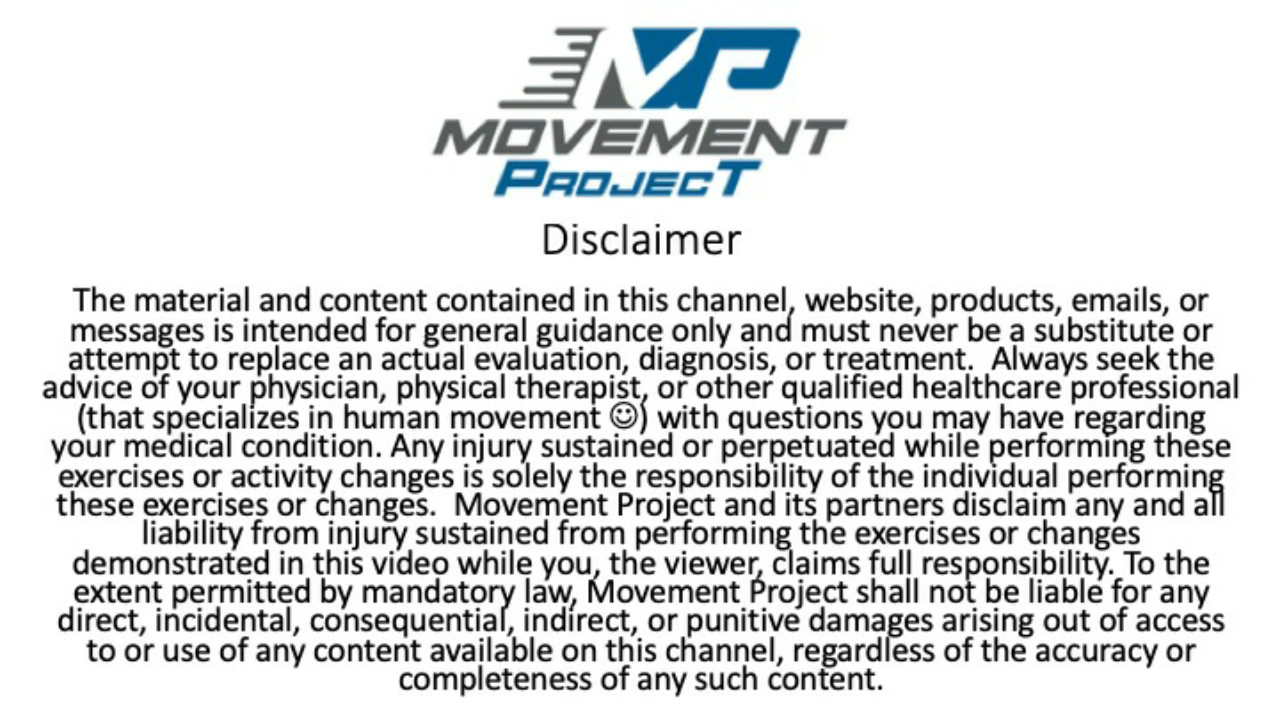 MP
MOVEMENT
PROJECT
Disclaimer
The material and content contained in this channel, website, products, emails, or
messages is intended for general guidance only and must never be a substitute or
attempt to replace an actual evaluation, diagnosis, or treatment.  Always seek the
advice of your physician, physical therapist, or other qualified healthcare professional
(that specializes in human movement ☺) with questions you may have regarding
your medical condition. Any injury sustained or perpetuated while performing these
exercises or activity changes is solely the responsibility of the individual performing
these exercises or changes.  Movement Project and its partners disclaim any and all
liability from injury sustained from performing the exercises or changes
demonstrated in this video while you, the viewer, claims full responsibility. To the
extent permitted by mandatory law, Movement Project shall not be liable for any
direct, incidental, consequential, indirect, or punitive damages arising out of access
to or use of any content available on this channel, regardless of the accuracy or
completeness of any such content.